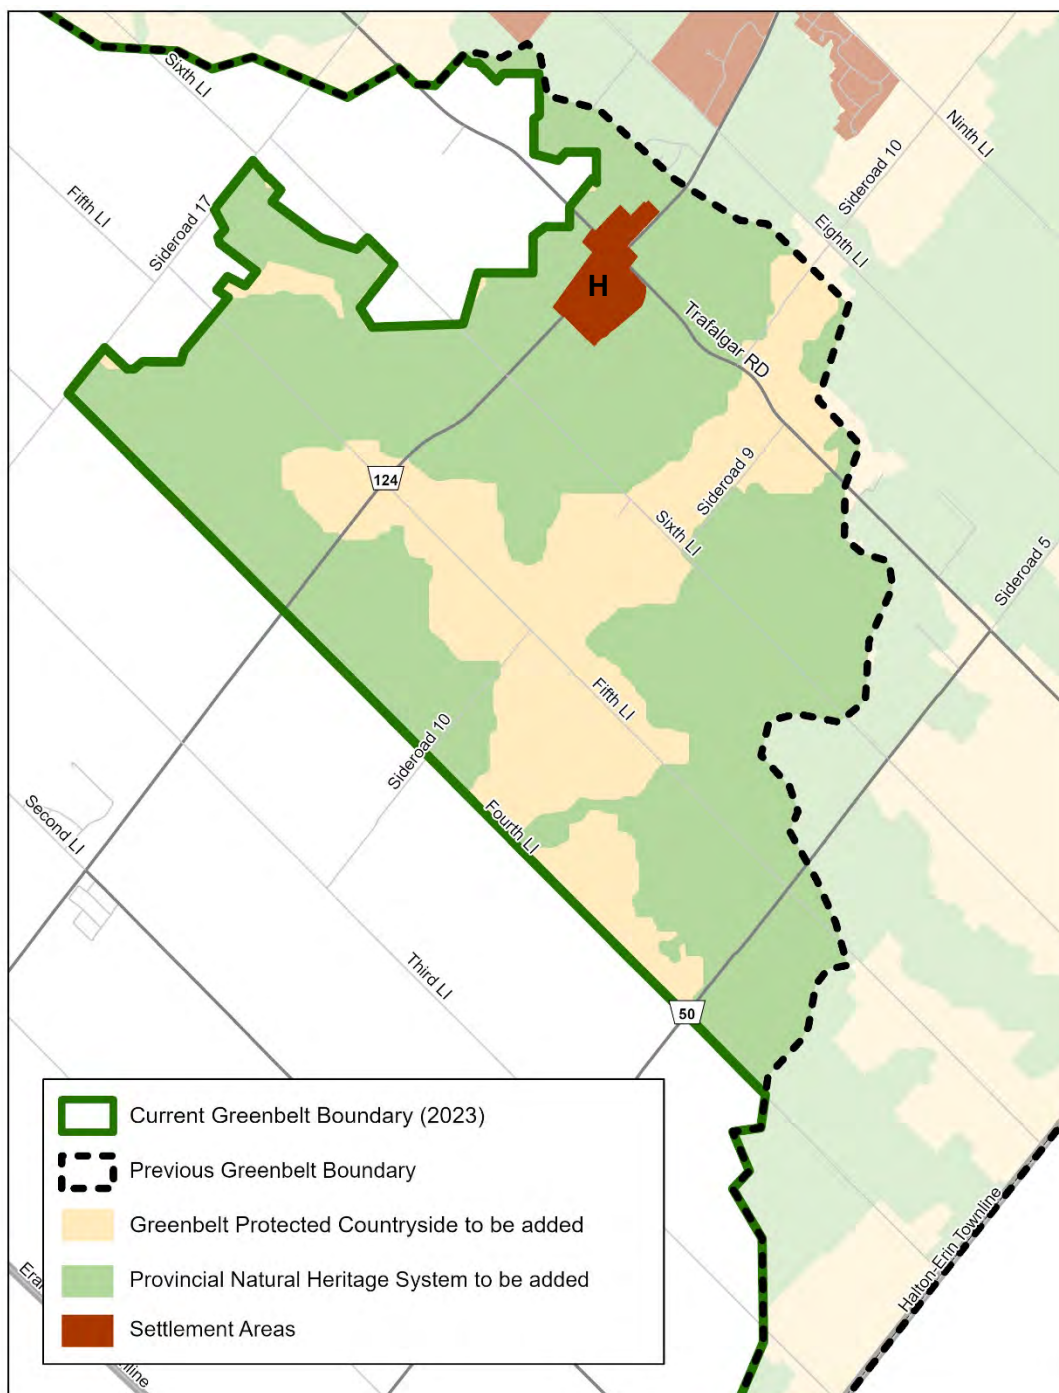 Sixth LI
Ninth LI
Sideroad 10
Fifth LI
Sideroad 17
Eighth LI
H
Trafalgar RD
124
Sideroad 9
Sixth LI
Sideroad 5
Fifth LI
Sideroad 10
Second LI
Fourth LI
Third LI
50
Current Greenbelt Boundary (2023)
Previous Greenbelt Boundary
Greenbelt Protected Countryside to be added
Provincial Natural Heritage System to be added
Settlement Areas
Halton-Erin Townline